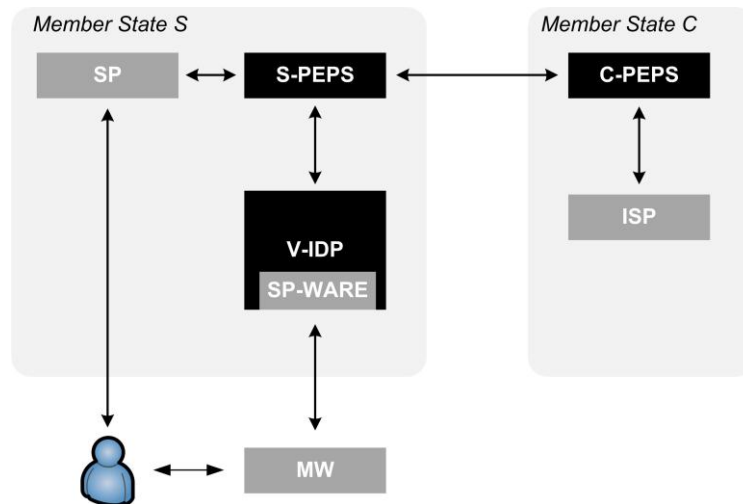 Member State S
Member State C
SP
S-PEPS
C-PEPS
ISP
V-IDP
SP-WARE
MW